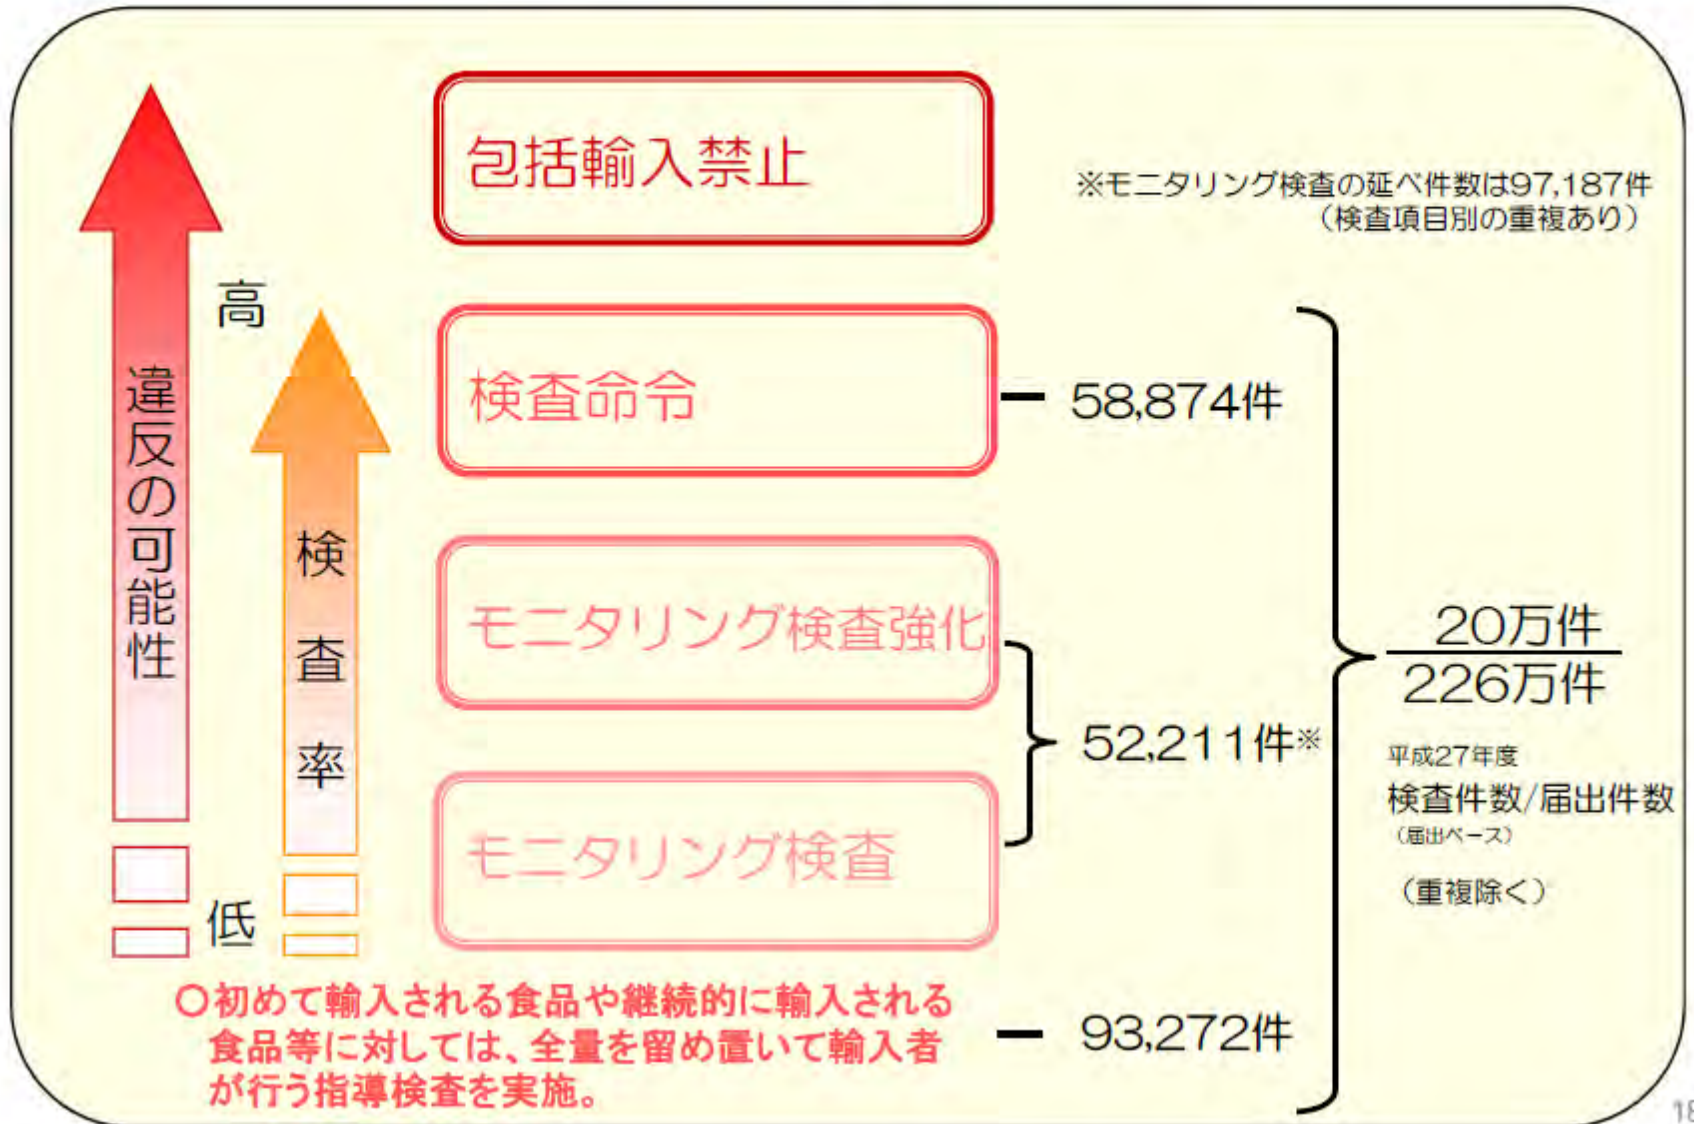 包括輸入禁止
※モニタリング検査の延べ件数は97,187件
（検査項目別の重複あり）
高
違反の可能性
検査命令
58,874件
検査率
モニタリング検査強化
20万件
226万件
52,211件※
平成27年度
検査件数/届出件数
（届出ベース）
モニタリング検査
（重複除く）
低
○初めて輸入される食品や継続的に輸入される
食品等に対しては、全量を留め置いて輸入者
が行う指導検査を実施。
93,272件
18